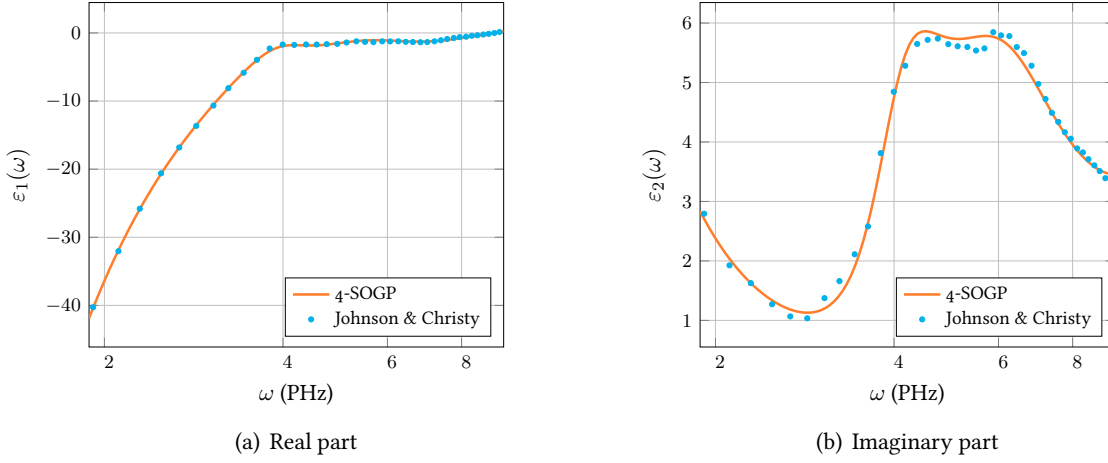 0
−10
−20
−30
−40
ε₁(ω)
2
4
6
8
ω (PHz)
4-SOGP
Johnson & Christy
(a) Real part
6
5
4
3
2
1
ε₂(ω)
2
4
6
8
ω (PHz)
4-SOGP
Johnson & Christy
(b) Imaginary part